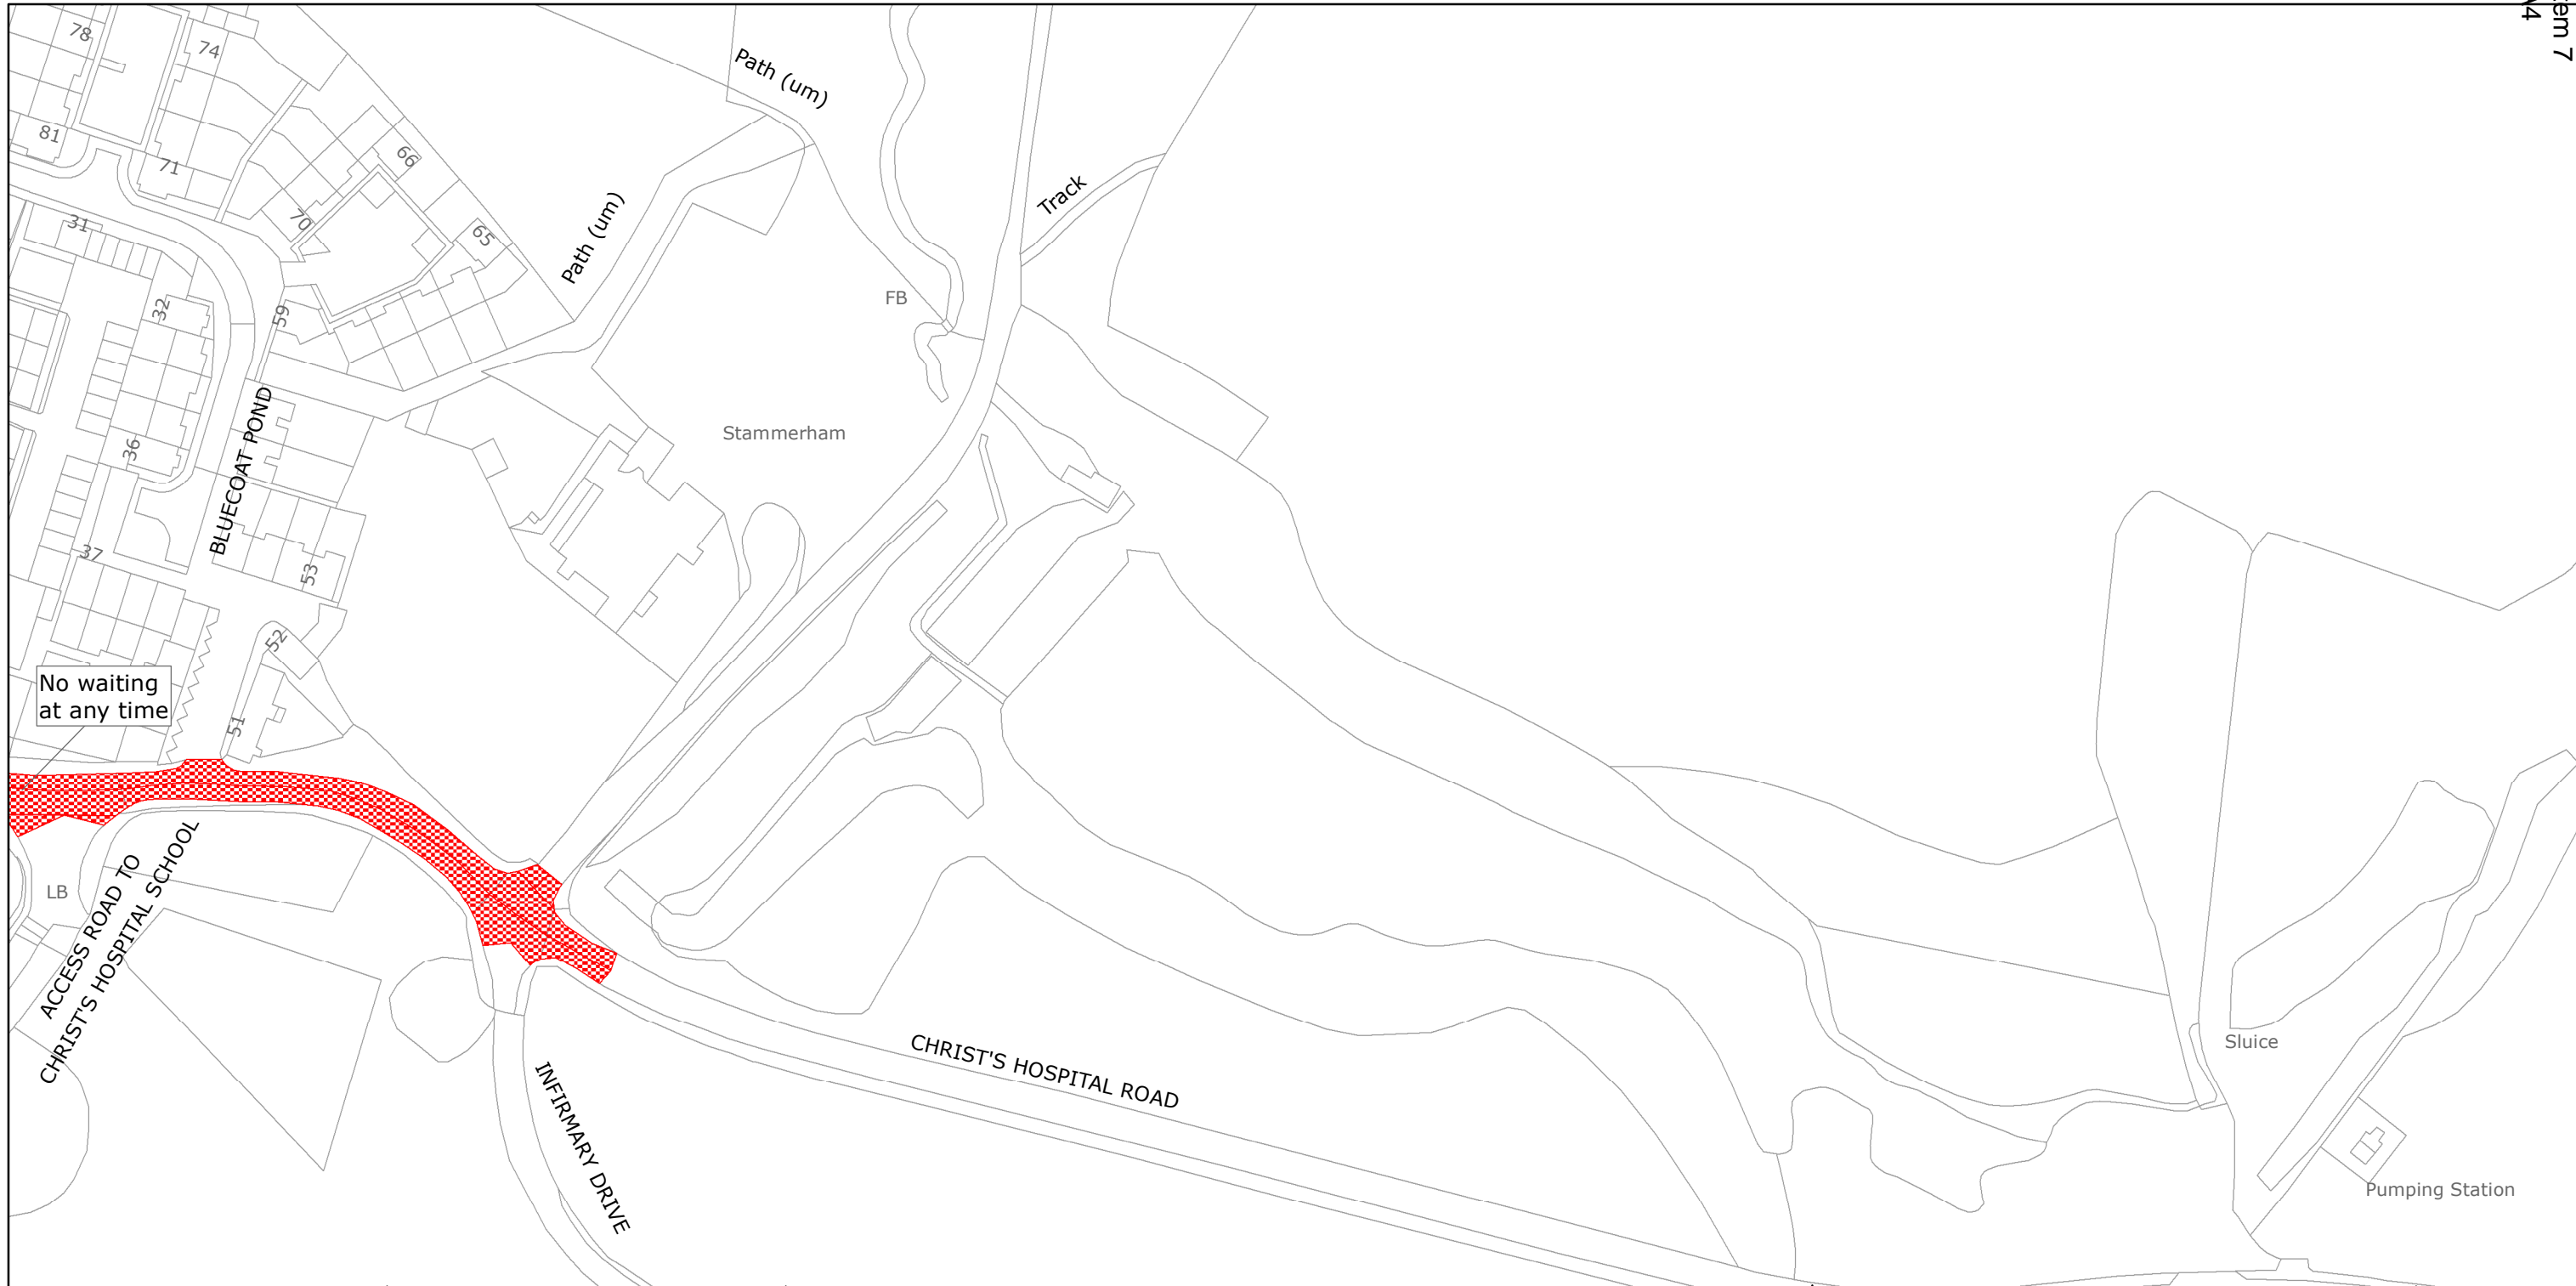 78
74
Path (um)
81
71
66
31
70
65
Path (um)
Track
32
59
FB
36
BLUECOAT POND
Stammerham
37
53
52
51
No waiting
at any time
LB
ACCESS ROAD TO
CHRIST'S HOSPITAL SCHOOL
CHRIST'S HOSPITAL ROAD
INFIRMARY DRIVE
Sluice
Pumping Station
7